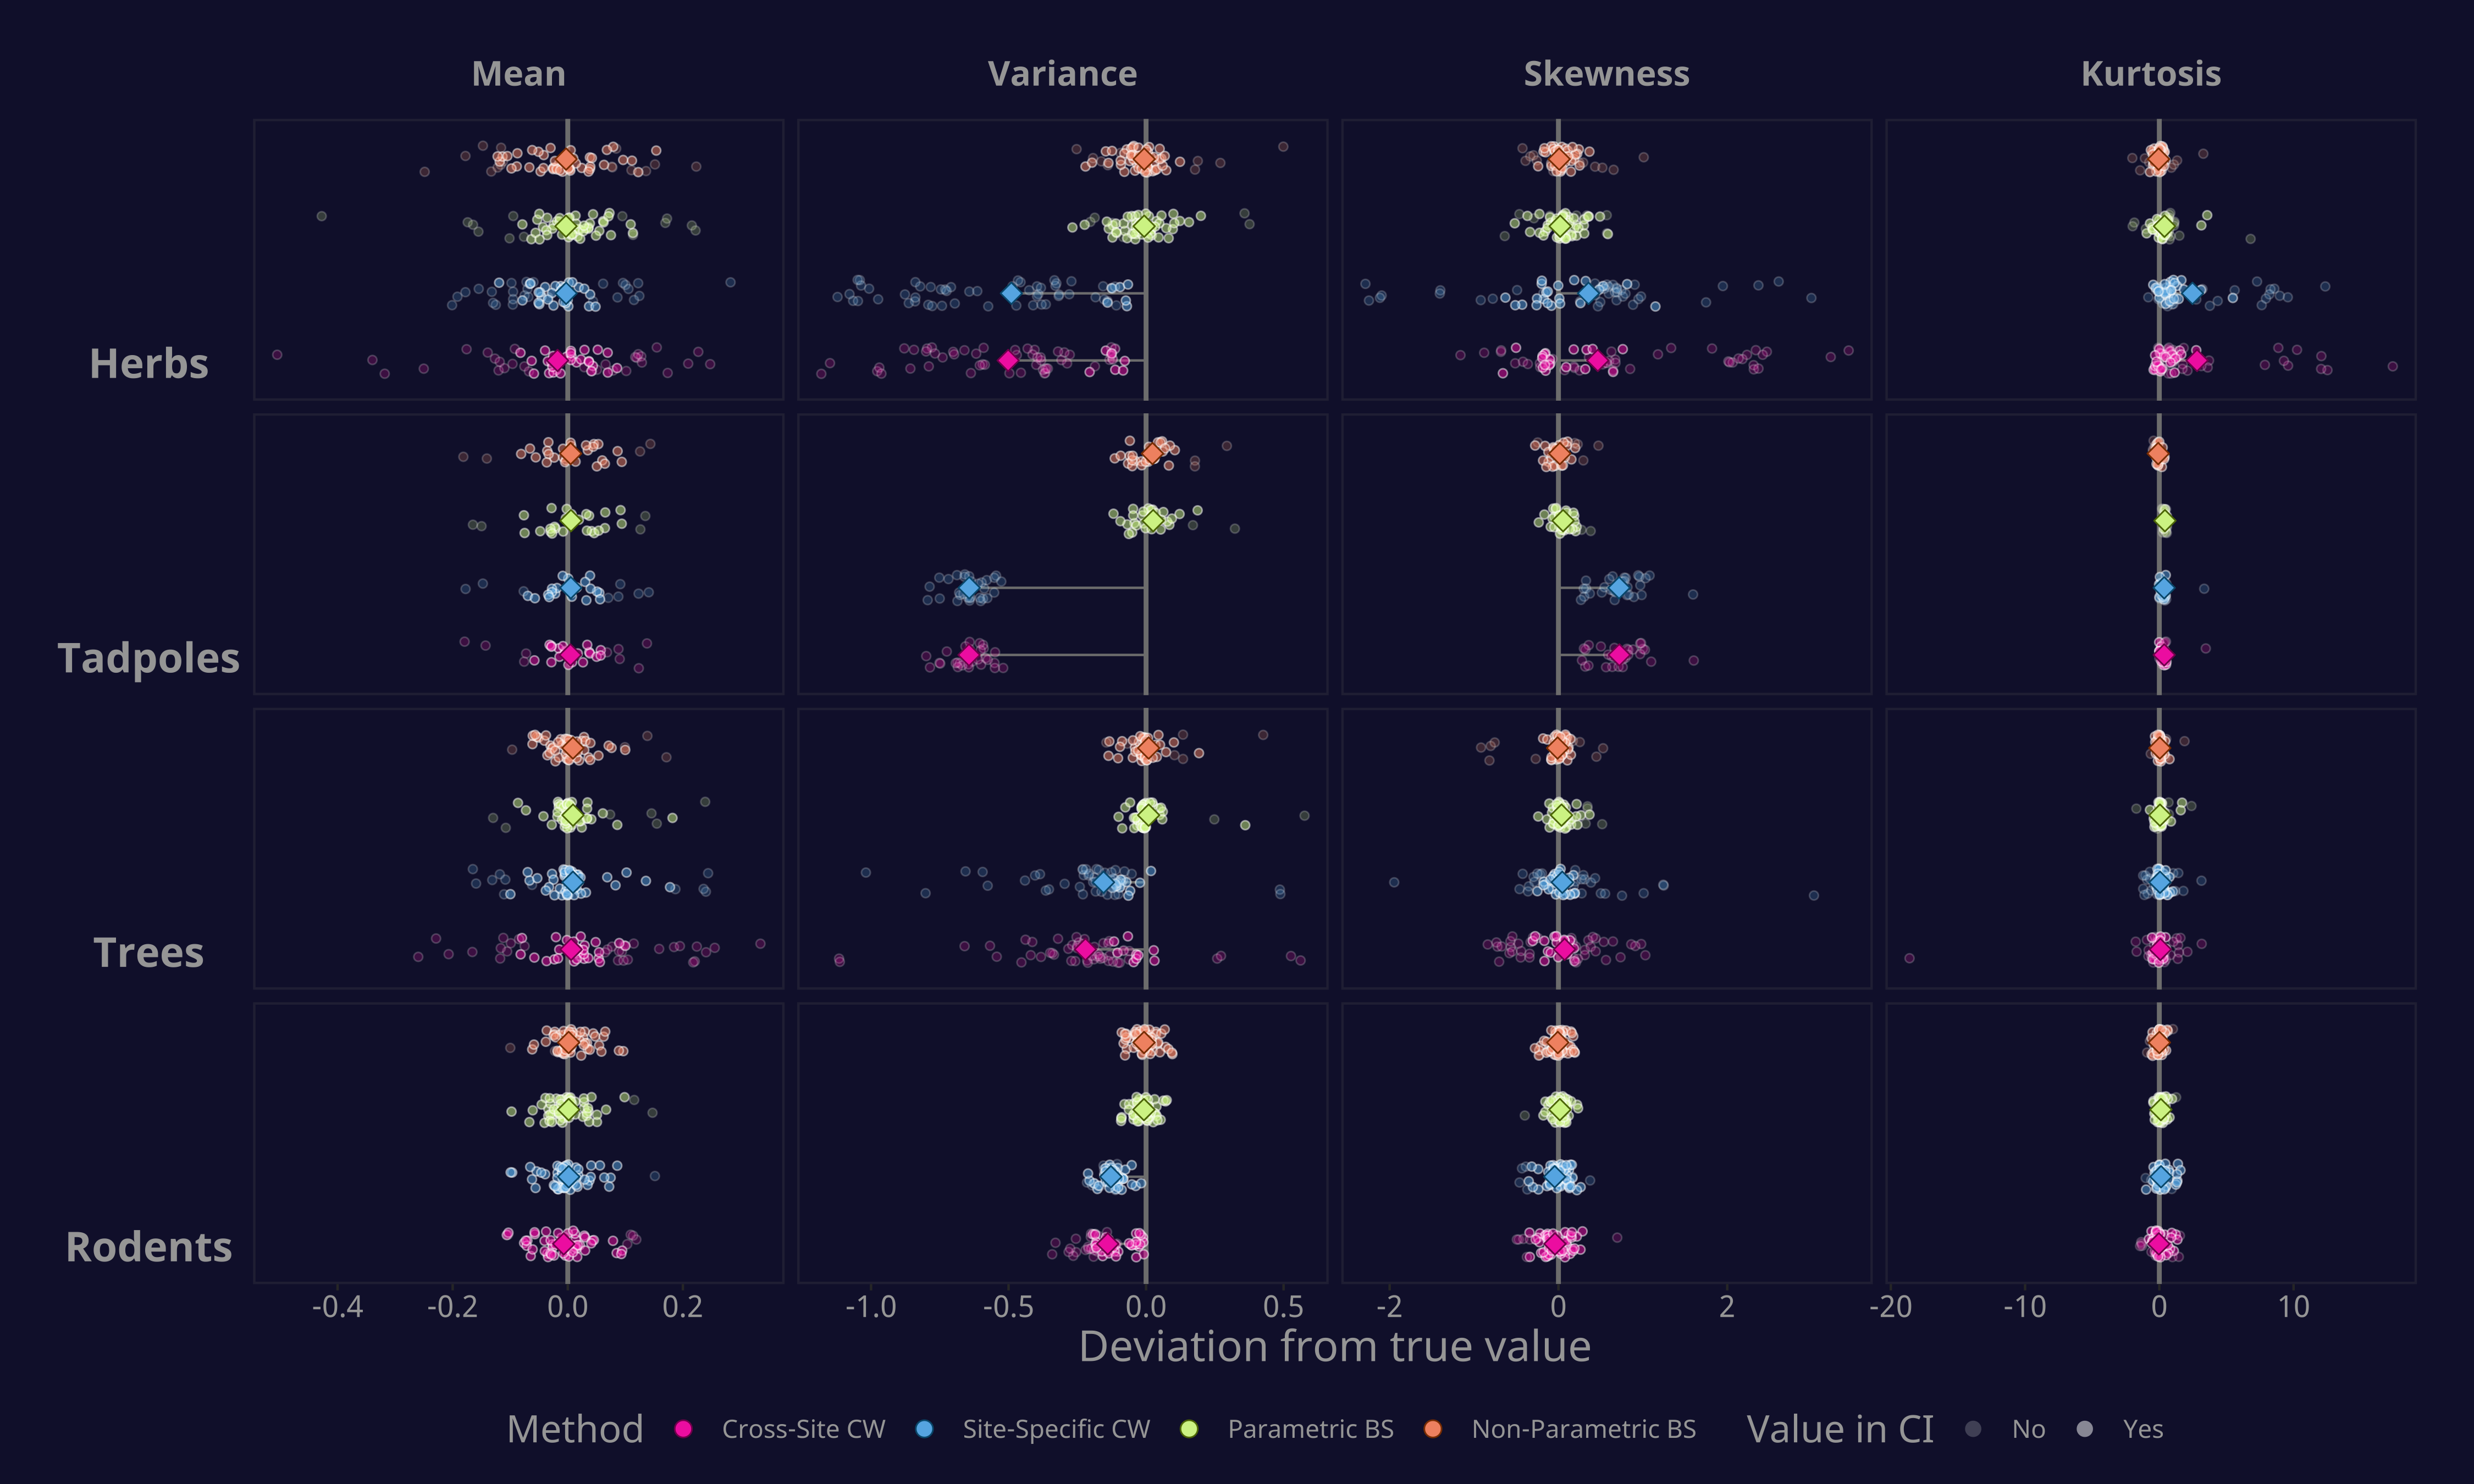 Mean Variance Skewness Kurtosis
Herbs
Tadpoles
Trees
Rodents
-0.4 -0.2 0.0 0.2 -1.0 -0.5 0.0 0.5 -2 0 2 -20 -10 0 10
Deviation from true value
Method Cross-Site CW Site-Specific CW Parametric BS Non-Parametric BS Value in CI No Yes